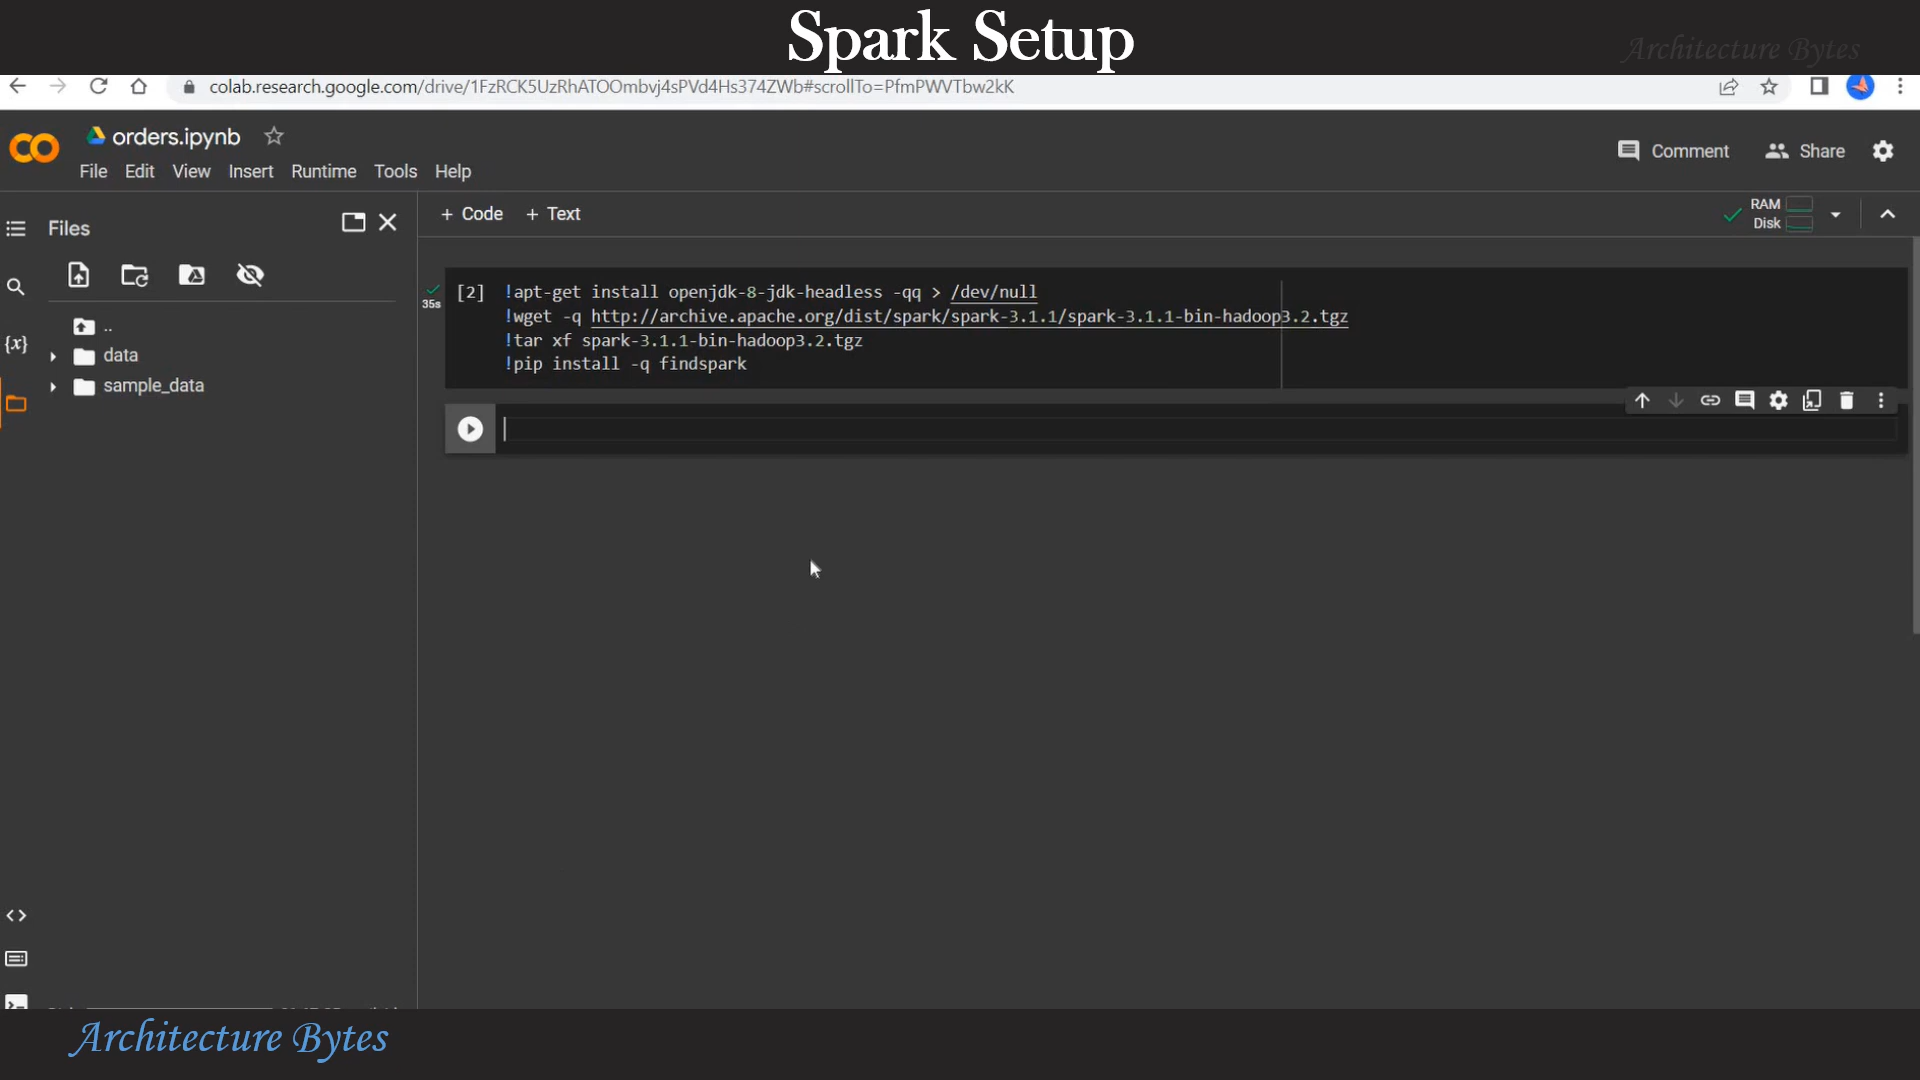 Spark Setup
Architecture Bytes
colab.research.google.com/drive/1FzRCK5UzRhATOOmbvj4sPVd4Hs374ZWb#scrollTo=PfmPWVTbw2kK
CO
orders.ipynb
File Edit View Insert Runtime Tools Help
Comment
Share
Files
+ Code + Text
RAM
Disk
..
data
sample_data
{x}
35s
[2]
!apt-get install openjdk-8-jdk-headless -qq > /dev/null
!wget -q http://archive.apache.org/dist/spark/spark-3.1.1/spark-3.1.1-bin-hadoop3.2.tgz
!tar xf spark-3.1.1-bin-hadoop3.2.tgz
!pip install -q findspark
Architecture Bytes